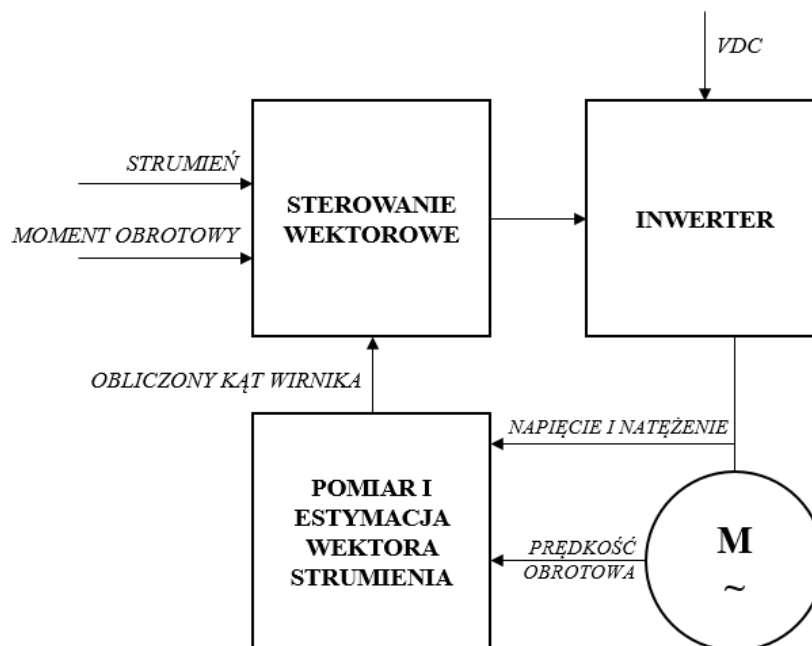 VDC
STRUMIEŃ
MOMENT OBROTOWY
STEROWANIE
WEKTOROWE
INWERTER
OBLICZONY KĄT WIRNIKA
NAPIĘCIE I NATĘŻENIE
POMIAR I
ESTYMACJA
WEKTORA
STRUMIENIA
PRĘDKOŚĆ
OBROTOWA
M
~